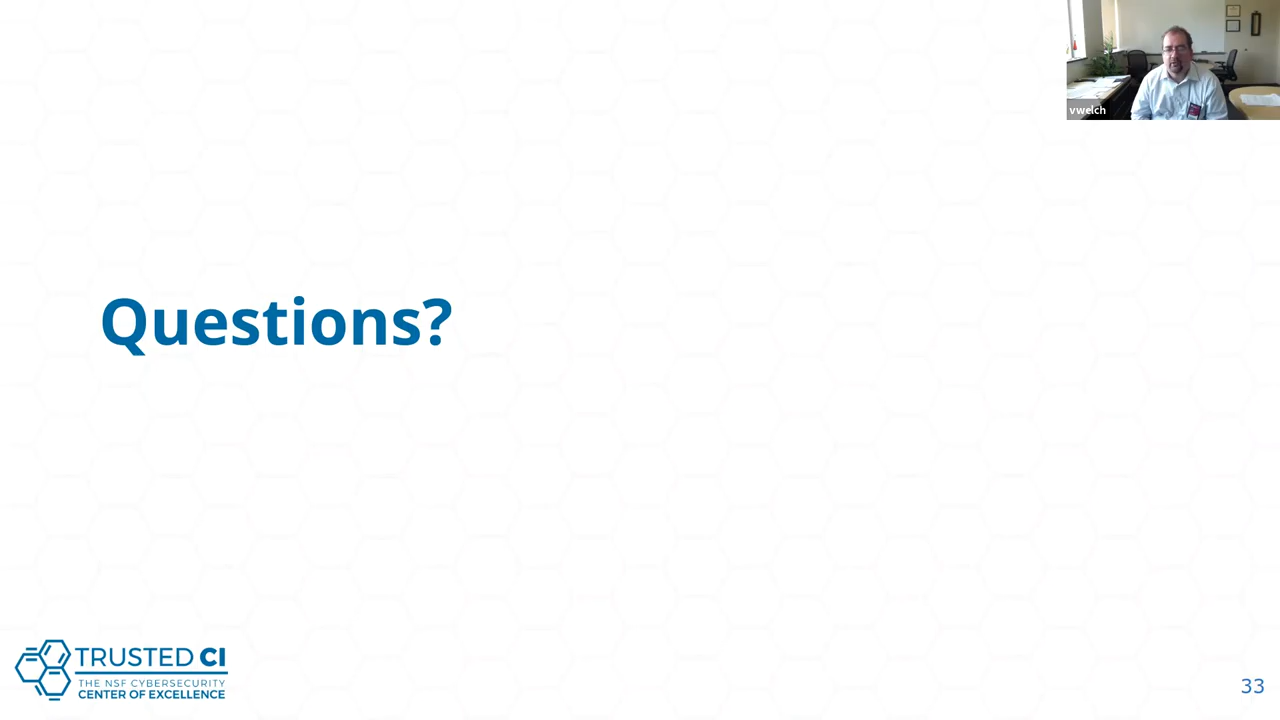 vwelch
Questions?
TRUSTED CI
THE NSF CYBERSECURITY
CENTER OF EXCELLENCE
33